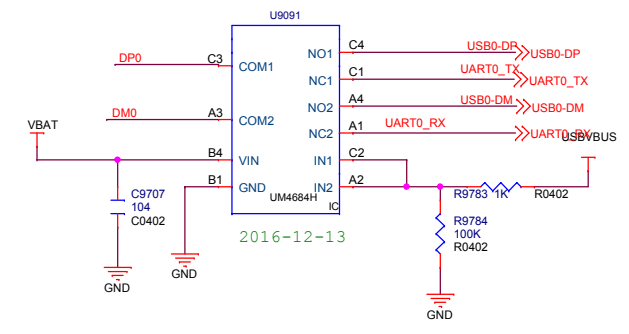 U9091
DP0
C3
COM1
NO1
C4
USB0-DP
USB0-DP
NC1
C1
UART0_TX
UART0_TX
DM0
A3
COM2
NO2
A4
USB0-DM
USB0-DM
NC2
A1
UART0_RX
UART0_RX
VBAT
USBVBUS
B4
VIN
IN1
C2
B1
GND
IN2
A2
UM4684H
IC
C9707
104
C0402
R9783
1K
R0402
R9784
100K
R0402
2016-12-13
GND
GND
GND